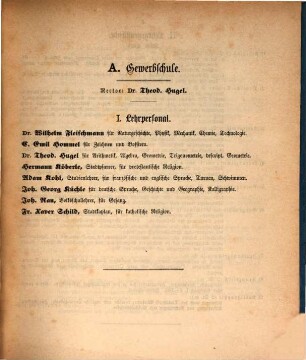 A. Gewerbschule.
Rector: Dr. Theod. Hugel.
I. Lehrpersonal.
Dr. Wilhelm Fleischmann für Naturgeschichte, Physik, Mechanik, Chemie, Technologie.
C. Emil Hommel für Zeichnen und Bossiren.
Dr. Theod. Hugel für Arithmetik, Algebra, Geometrie, Trigonometrie, descript. Geometrie.
Hermann Köberle, Stadtpfarrer, für protestantische Religion.
Adam Kohl, Studienlehrer, für französische und englische Sprache, Turnen, Schwimmen.
Joh. Georg Küchle für deutsche Sprache, Geschichte und Geographie, Kalligraphie.
Joh. Rau, Volksschullehrer, für Gesang.
Fr. Xaver Schild, Stadtkaplan, für katholische Religion.